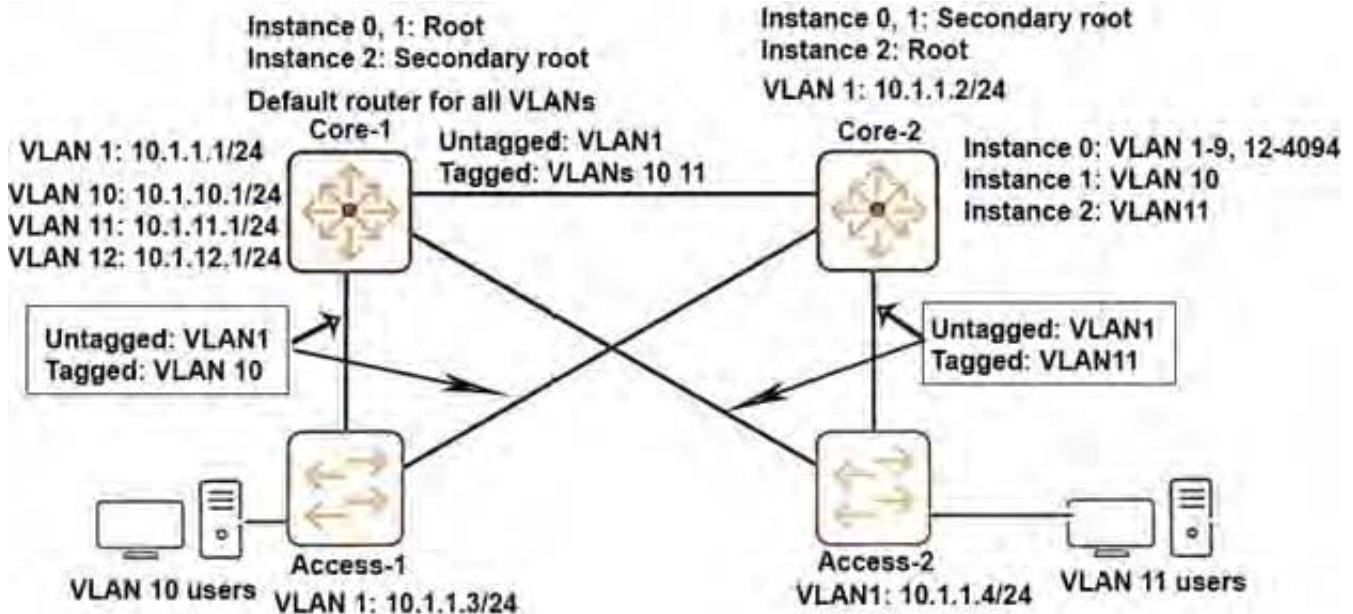 Instance 0, 1: Root
Instance 2: Secondary root
Default router for all VLANs
Core-1
Instance 0, 1: Secondary root
Instance 2: Root
VLAN 1: 10.1.1.2/24
Core-2
VLAN 1: 10.1.1.1/24
VLAN 10: 10.1.10.1/24
VLAN 11: 10.1.11.1/24
VLAN 12: 10.1.12.1/24
Untagged: VLAN1
Tagged: VLANs 10 11
Instance 0: VLAN 1-9, 12-4094
Instance 1: VLAN 10
Instance 2: VLAN11
Untagged: VLAN1
Tagged: VLAN 10
Untagged: VLAN1
Tagged: VLAN11
Access-1
VLAN 10 users
VLAN 1: 10.1.1.3/24
Access-2
VLAN1: 10.1.1.4/24
VLAN 11 users